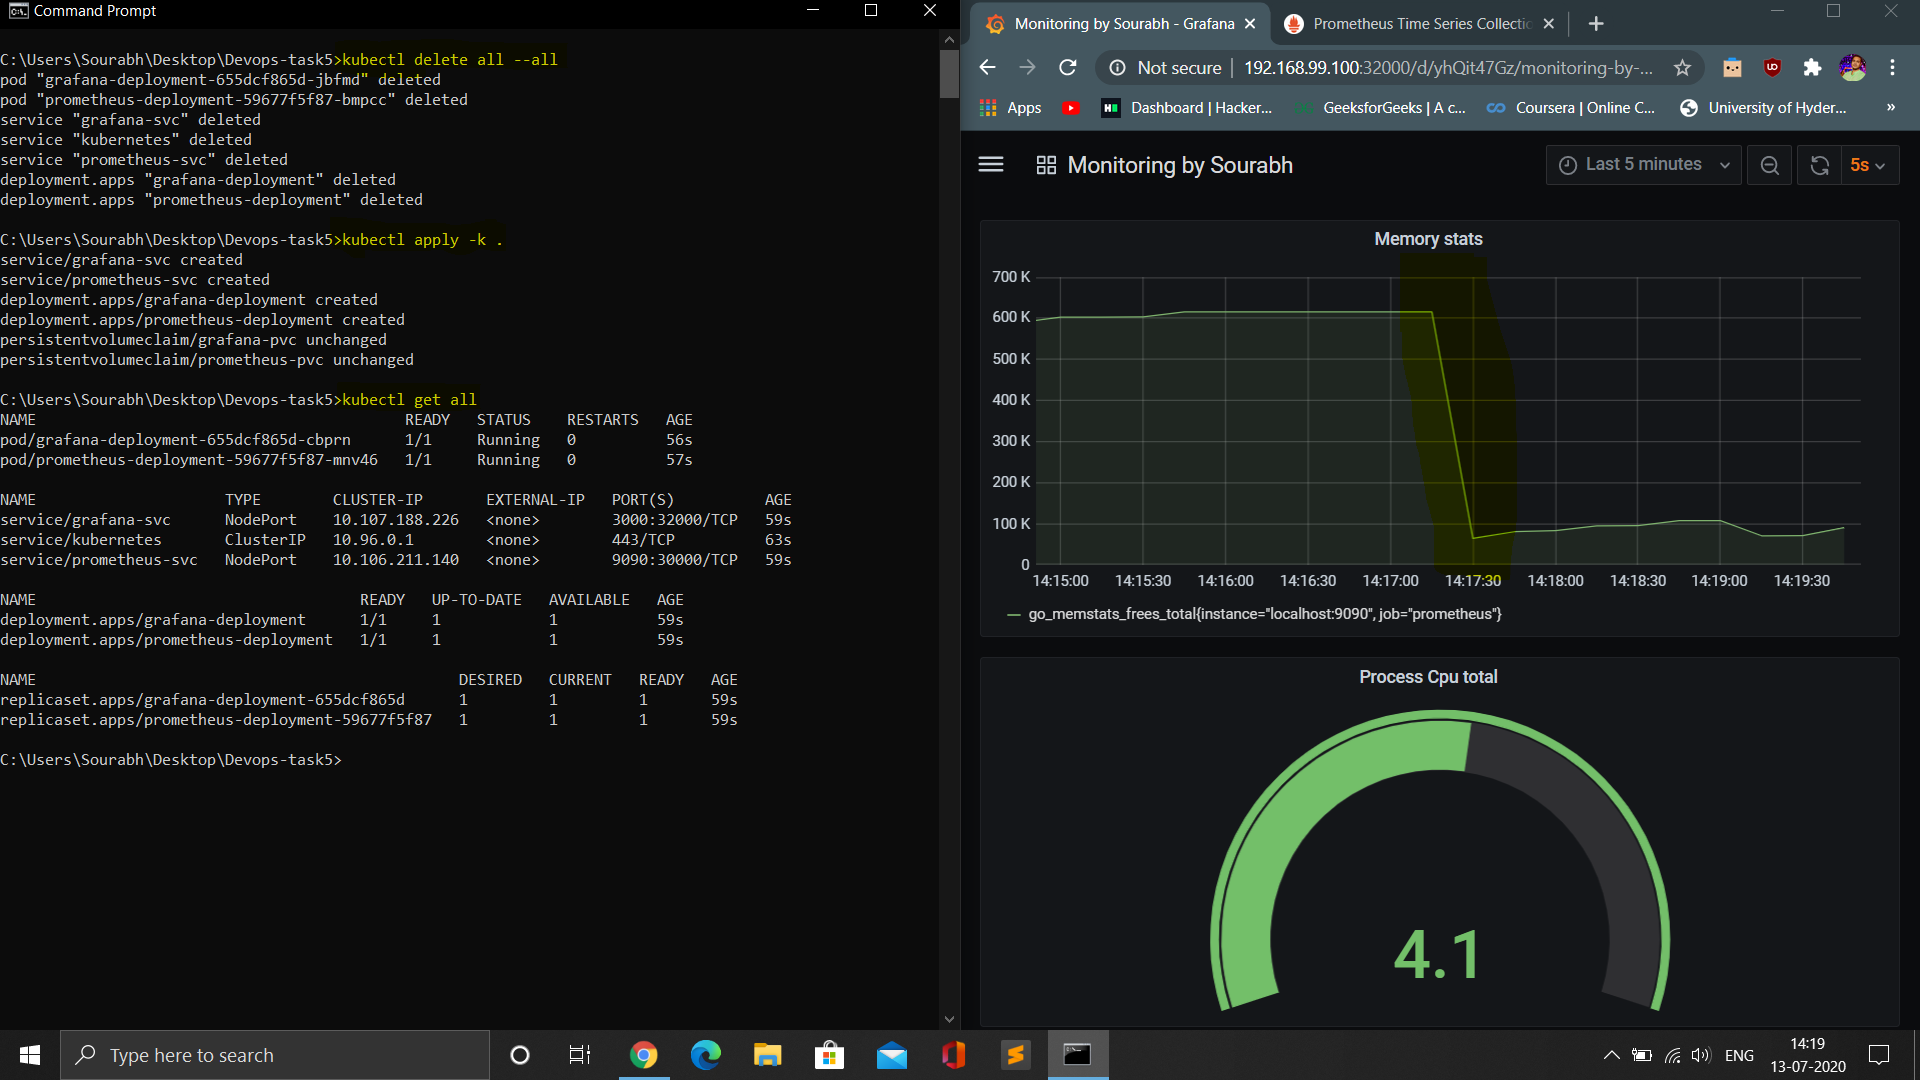 Command Prompt
C:\Users\Sourabh\Desktop\Devops-task5>kubectl delete all --all
pod "grafana-deployment-655dcf865d-jbfmd" deleted
pod "prometheus-deployment-59677f5f87-bmpcc" deleted
service "grafana-svc" deleted
service "kubernetes" deleted
service "prometheus-svc" deleted
deployment.apps "grafana-deployment" deleted
deployment.apps "prometheus-deployment" deleted
C:\Users\Sourabh\Desktop\Devops-task5>kubectl apply -k .
service/grafana-svc created
service/prometheus-svc created
deployment.apps/grafana-deployment created
deployment.apps/prometheus-deployment created
persistentvolumeclaim/grafana-pvc unchanged
persistentvolumeclaim/prometheus-pvc unchanged
C:\Users\Sourabh\Desktop\Devops-task5>kubectl get all
NAME READY STATUS RESTARTS AGE
pod/grafana-deployment-655dcf865d-cbprn 1/1 Running 0 56s
pod/prometheus-deployment-59677f5f87-mnv46 1/1 Running 0 57s
NAME TYPE CLUSTER-IP EXTERNAL-IP PORT(S) AGE
service/grafana-svc NodePort 10.107.188.226 <none> 3000:32000/TCP 59s
service/kubernetes ClusterIP 10.96.0.1 <none> 443/TCP 63s
service/prometheus-svc NodePort 10.106.211.140 <none> 9090:30000/TCP 59s
NAME READY UP-TO-DATE AVAILABLE AGE
deployment.apps/grafana-deployment 1/1 1 1 59s
deployment.apps/prometheus-deployment 1/1 1 1 59s
NAME DESIRED CURRENT READY AGE
replicaset.apps/grafana-deployment-655dcf865d 1 1 1 59s
replicaset.apps/prometheus-deployment-59677f5f87 1 1 1 59s
C:\Users\Sourabh\Desktop\Devops-task5>
Monitoring by Sourabh - Grafana
Prometheus Time Series Collectio
Not secure | 192.168.99.100:32000/d/yhQit47Gz/monitoring-by-...
Apps
Dashboard | Hacker...
GeeksforGeeks | A c...
Coursera | Online C...
University of Hyder...
»
Monitoring by Sourabh
Last 5 minutes
5s
Memory stats
700 K
600 K
500 K
400 K
300 K
200 K
100 K
0
14:15:00 14:15:30 14:16:00 14:16:30 14:17:00 14:17:30 14:18:00 14:18:30 14:19:00 14:19:30
go_memstats_frees_total{instance="localhost:9090", job="prometheus"}
Process Cpu total
4.1
Type here to search
ENG
14:19
13-07-2020